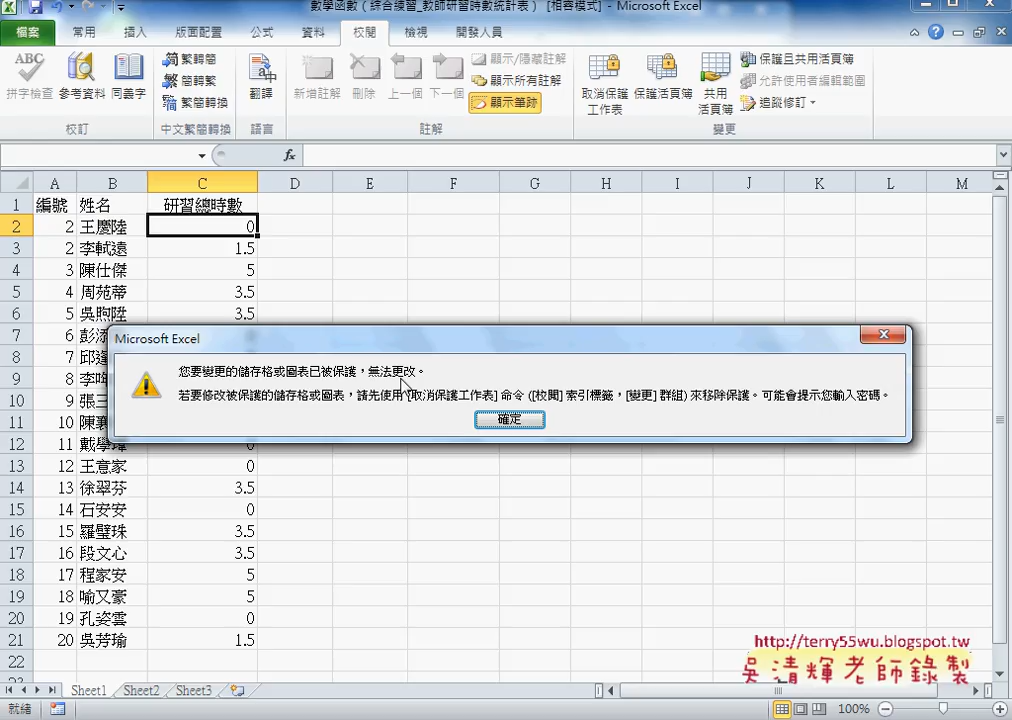 數學函數（綜合練習_教師研習時數統計表） [相容模式] - Microsoft Excel
檔案 常用 插入 版面配置 公式 資料 校閱 檢視 開發人員
拼字檢查 參考資料 同義字 繁轉簡 簡轉繁 繁簡轉換 翻譯 新增註解 刪除 上一個 下一個 顯示/隱藏註解 顯示所有註解 顯示筆跡 取消保護工作表 保護活頁簿 共用活頁簿 保護且共用活頁簿 允許使用者編輯範圍 追蹤修訂
校訂 中文繁簡轉換 語言 註解 變更
fx
A B C D E F G H I J K L M
1 編號 姓名 研習總時數
2 2 王慶陸 0
3 2 李軾遠 1.5
4 3 陳仕傑 5
5 4 周苑蒂 3.5
6 5 吳煦陞 3.5
7 6
8 7
9 8
10 9
11 10
12 11
13 12 王意家 0
14 13 徐翠芬 3.5
15 14 石安安 0
16 15 羅璧珠 3.5
17 16 段文心 3.5
18 17 程家安 5
19 18 喻又豪 5
20 19 孔姿雲 0
21 20 吳芳瑜 1.5
22
Microsoft Excel
您要變更的儲存格或圖表已被保護，無法更改。
若要修改被保護的儲存格或圖表，請先使用 [取消保護工作表] 命令 ([校閱] 索引標籤，[變更] 群組) 來移除保護。可能會提示您輸入密碼。
確定
http://terry55wu.blogspot.tw
吳清輝老師錄製
Sheet1 Sheet2 Sheet3
就緒 100%